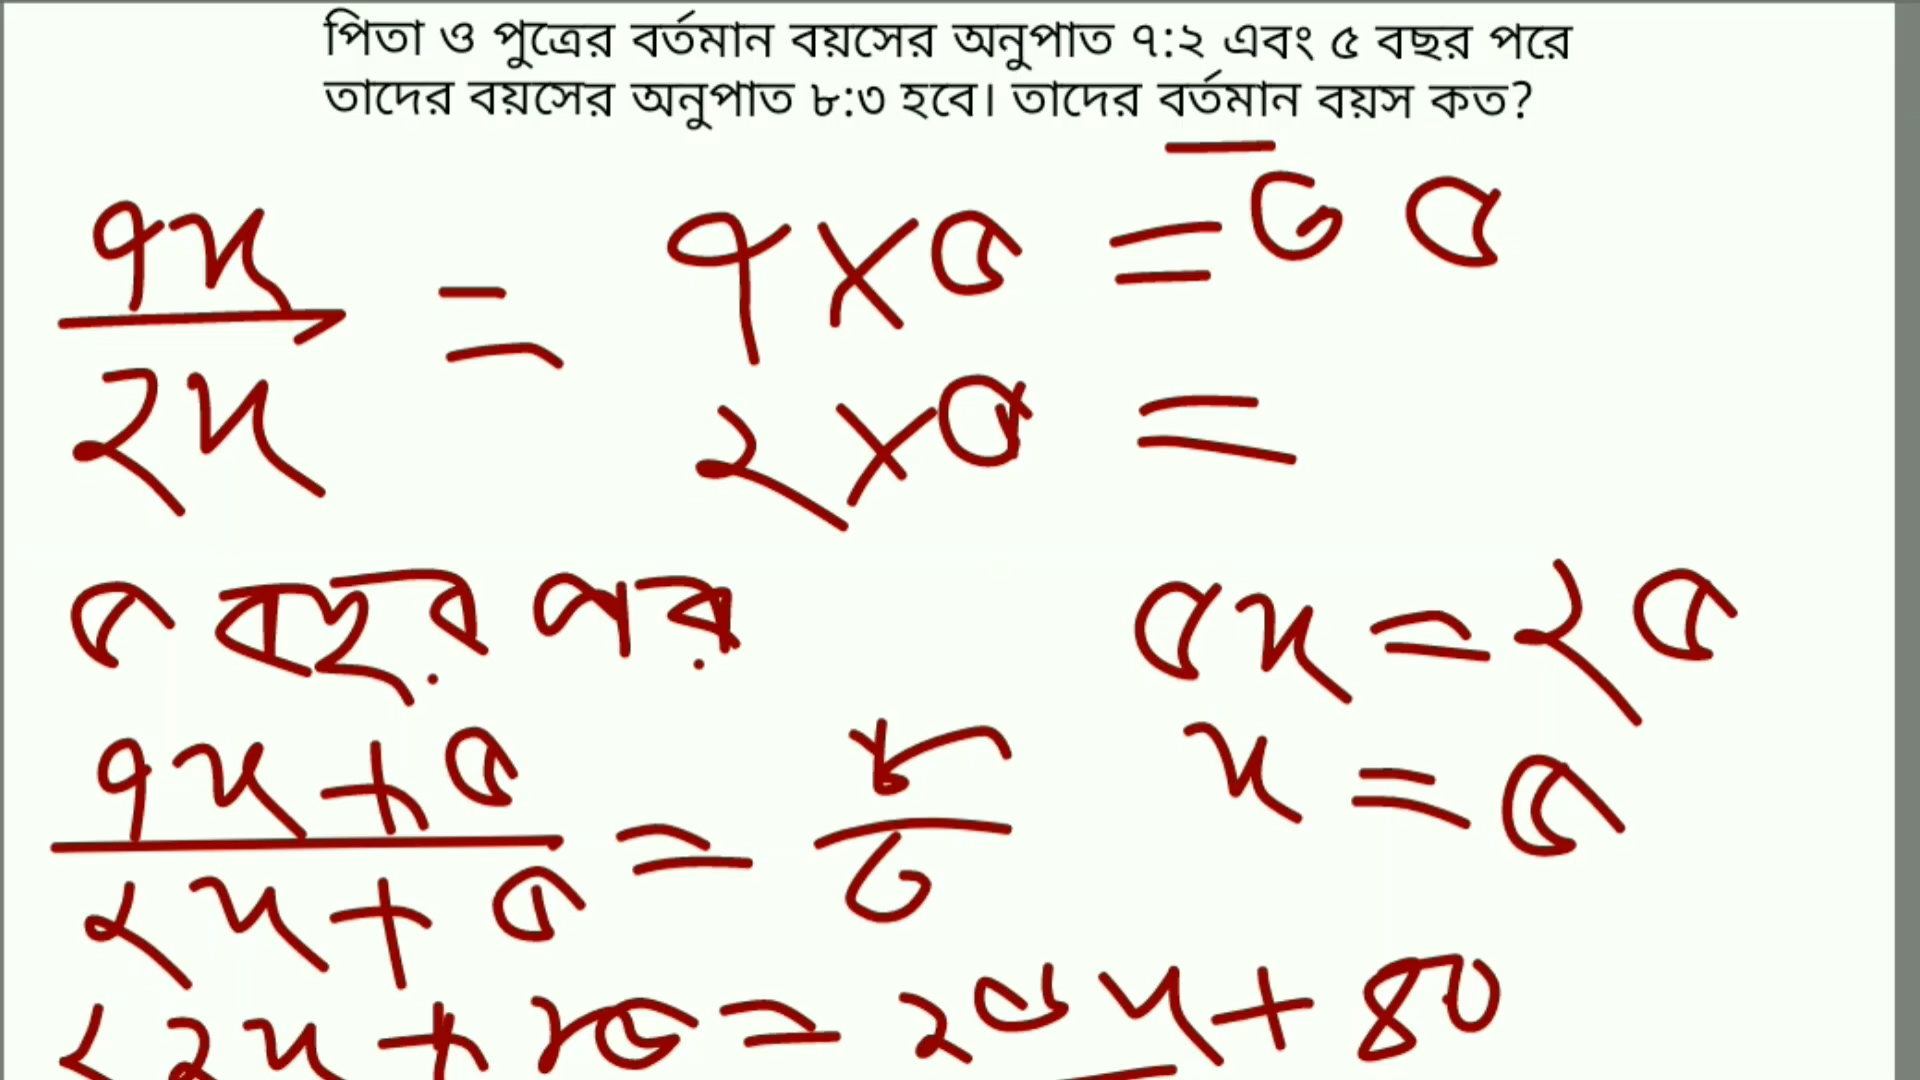 পিতা ও পুত্রের বর্তমান বয়সের অনুপাত ৭:২ এবং ৫ বছর পরে
তাদের বয়সের অনুপাত ৮:৩ হবে। তাদের বর্তমান বয়স কত?
৭x = ৭×৫ = ৩৫
২x ২×৫ =
৫ বছর পর
৫x = ২৫
৭x+৫ = ৮
২x+৫ ৩
x = ৫
= x+৪০